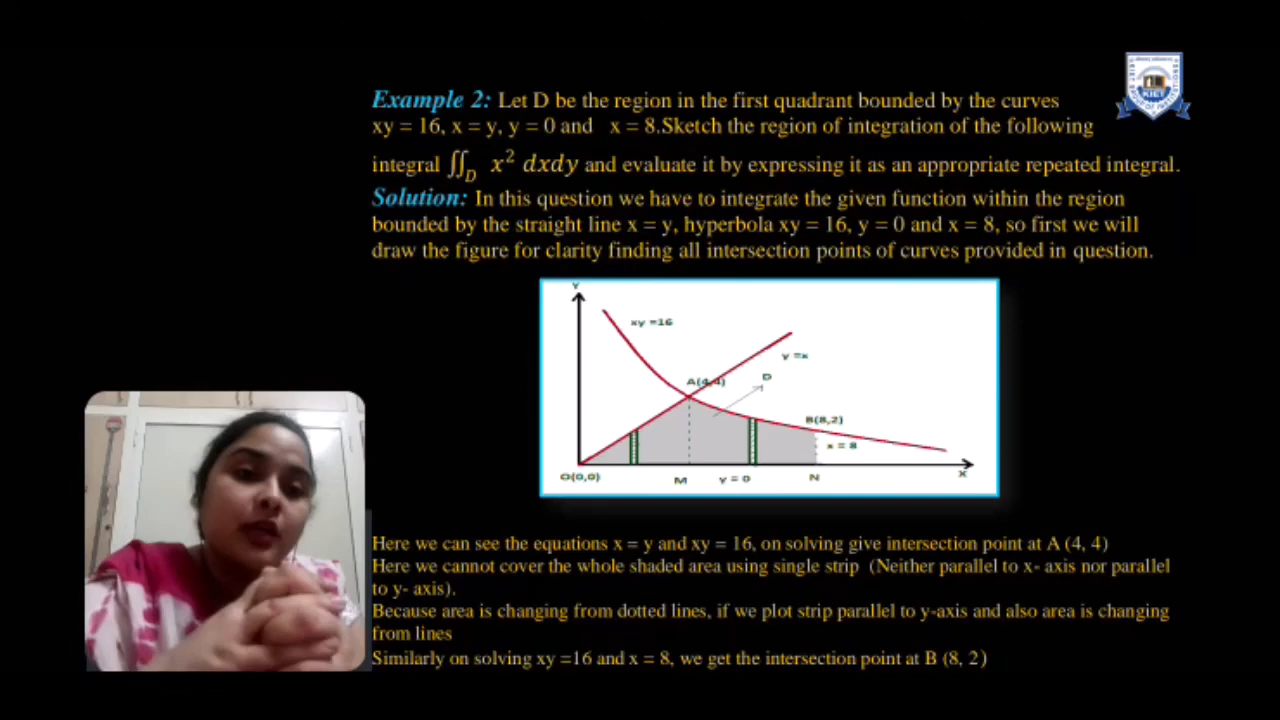 Example 2: Let D be the region in the first quadrant bounded by the curves
xy = 16, x = y, y = 0 and x = 8.Sketch the region of integration of the following
integral ∬_D x² dxdy and evaluate it by expressing it as an appropriate repeated integral.
Solution: In this question we have to integrate the given function within the region
bounded by the straight line x = y, hyperbola xy = 16, y = 0 and x = 8, so first we will
draw the figure for clarity finding all intersection points of curves provided in question.
Y
xy =16
y =x
A(4,4)
D
B(8,2)
x = 8
O(0,0)
M
y = 0
N
X
Here we can see the equations x = y and xy = 16, on solving give intersection point at A (4, 4)
Here we cannot cover the whole shaded area using single strip (Neither parallel to x- axis nor parallel
to y- axis).
Because area is changing from dotted lines, if we plot strip parallel to y-axis and also area is changing
from lines
Similarly on solving xy =16 and x = 8, we get the intersection point at B (8, 2)
KIET